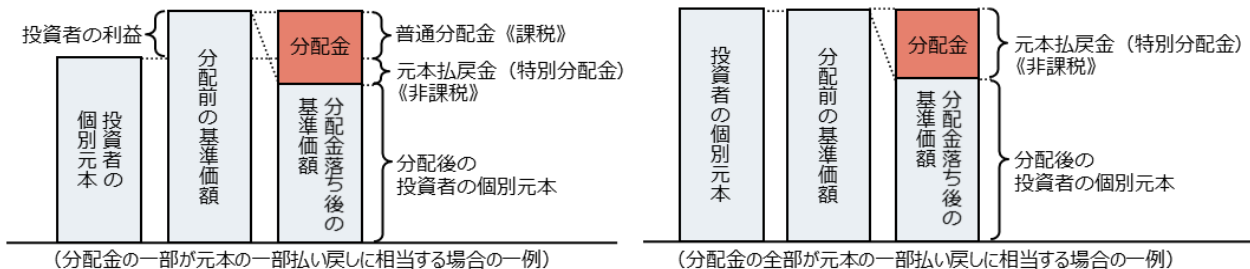 投資者の利益
投資者の
個別元本
分配前の基準価額
分配金
分配金落ち後の
基準価額
普通分配金《課税》
元本払戻金（特別分配金）
《非課税》
分配後の
投資者の個別元本
（分配金の一部が元本の一部払い戻しに相当する場合の一例）
投資者の個別元本
分配前の基準価額
分配金
分配金落ち後の
基準価額
元本払戻金（特別分配金）
《非課税》
分配後の
投資者の個別元本
（分配金の全部が元本の一部払い戻しに相当する場合の一例）